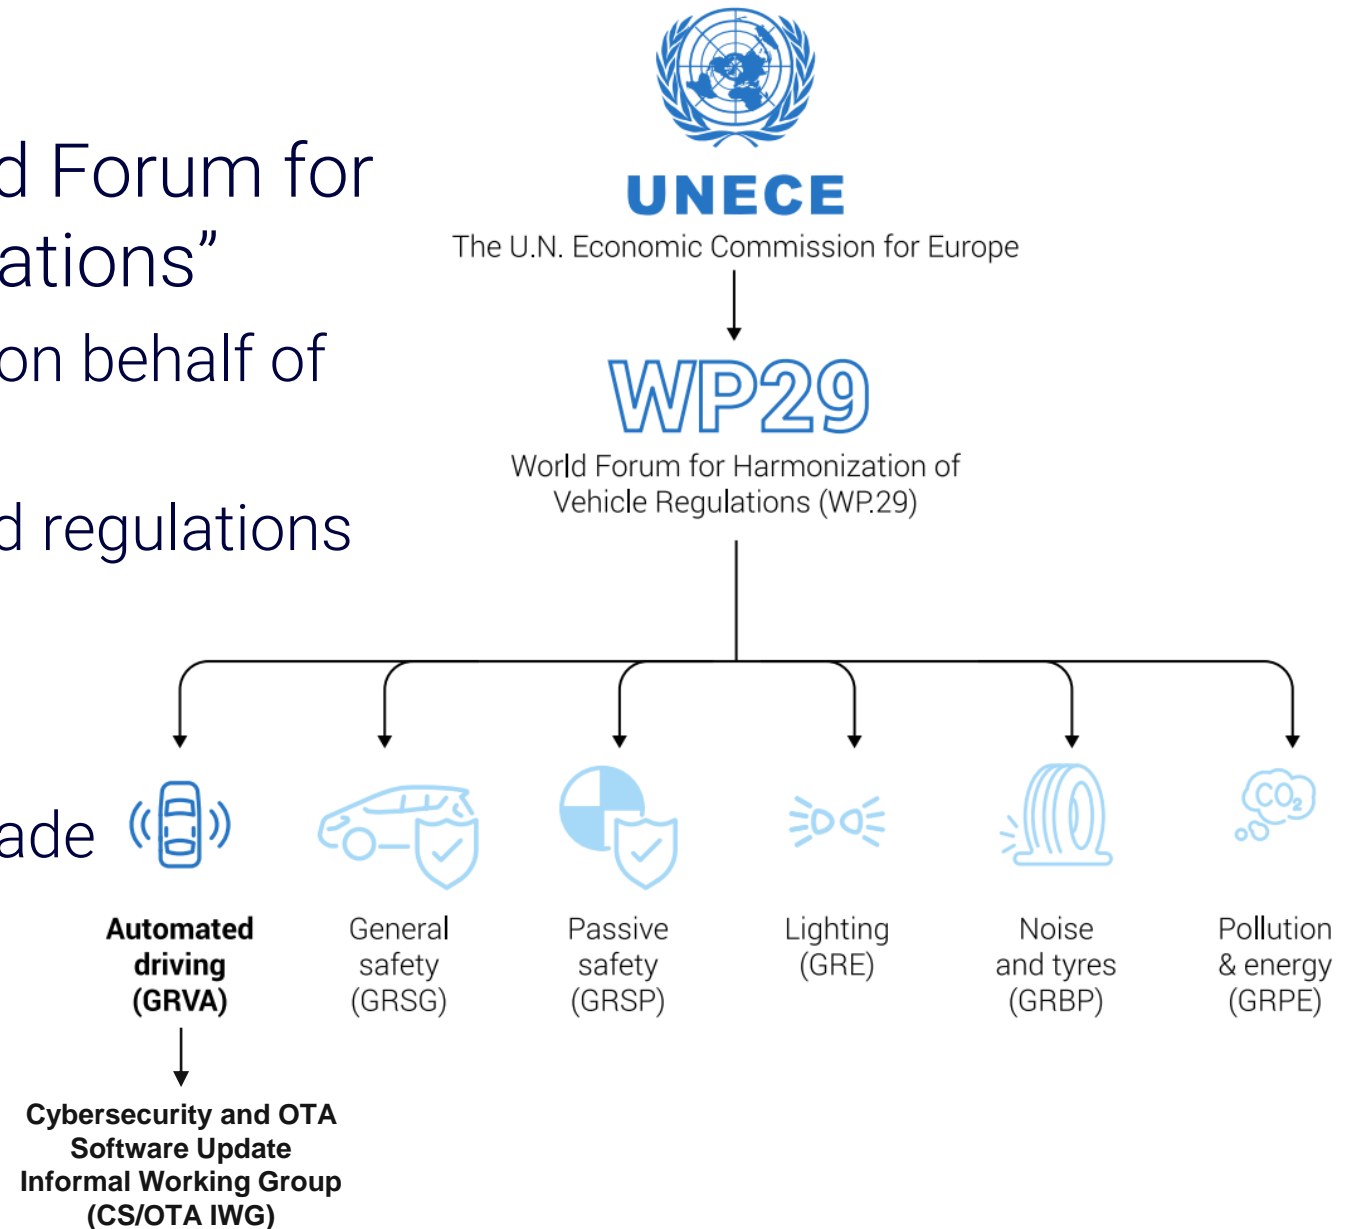 d Forum for
ations”
on behalf of
d regulations
ade
UNECE
The U.N. Economic Commission for Europe
WP29
World Forum for Harmonization of
Vehicle Regulations (WP.29)
CO₂
Automated
driving
(GRVA)
General
safety
(GRSG)
Passive
safety
(GRSP)
Lighting
(GRE)
Noise
and tyres
(GRBP)
Pollution
& energy
(GRPE)
Cybersecurity and OTA
Software Update
Informal Working Group
(CS/OTA IWG)